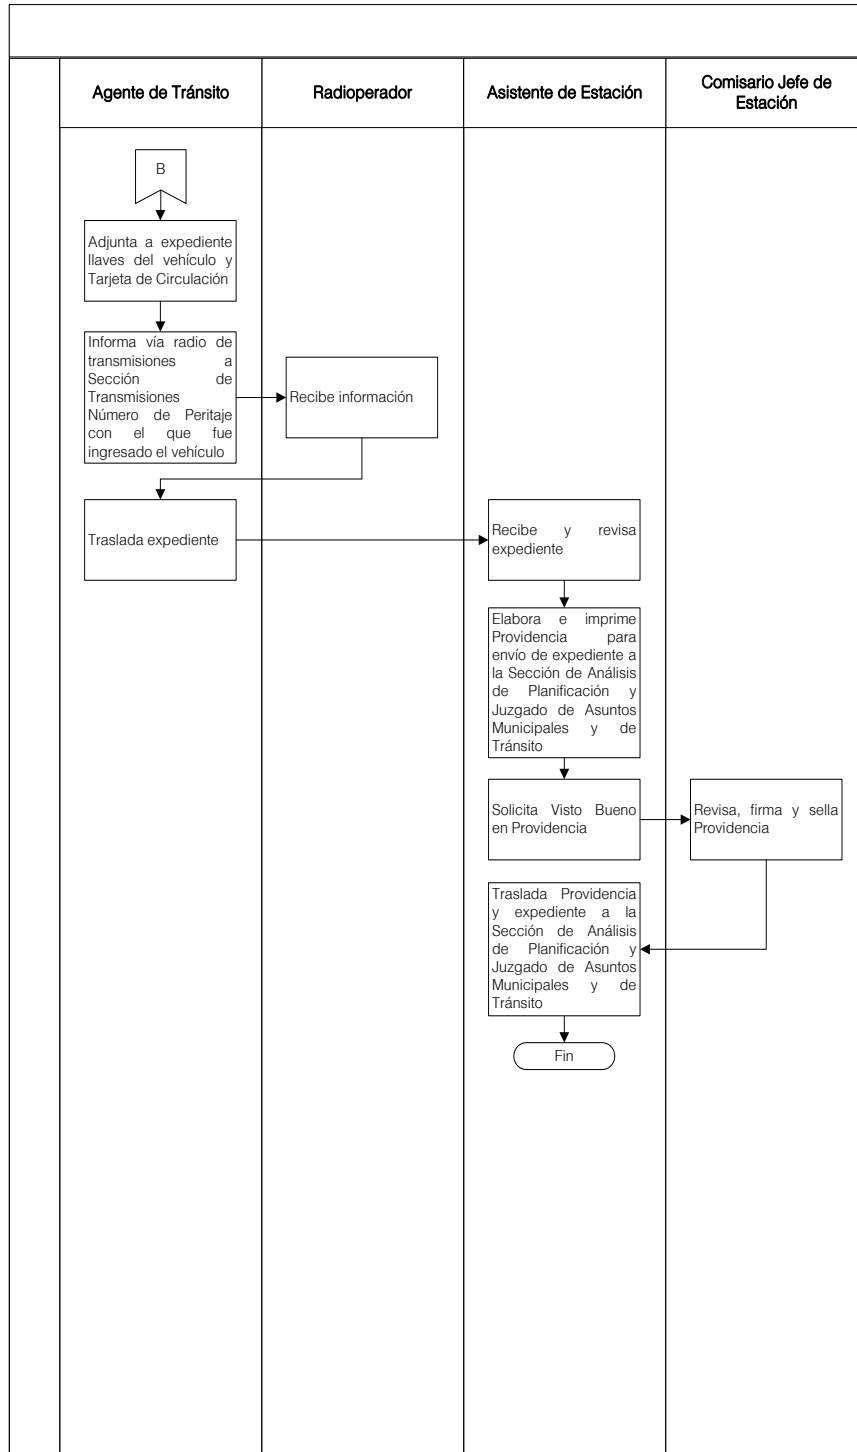 Agente de Tránsito
Radioperador
Asistente de Estación
Comisario Jefe de
Estación
B
Adjunta a expediente
llaves del vehículo y
Tarjeta de Circulación
Informa vía radio de
transmisiones a
Sección de
Transmisiones
Número de Peritaje
con el que fue
ingresado el vehículo
Recibe información
Traslada expediente
Recibe y revisa
expediente
Elabora e imprime
Providencia para
envío de expediente a
la Sección de Análisis
de Planificación y
Juzgado de Asuntos
Municipales y de
Tránsito
Solicita Visto Bueno
en Providencia
Revisa, firma y sella
Providencia
Traslada Providencia
y expediente a la
Sección de Análisis
de Planificación y
Juzgado de Asuntos
Municipales y de
Tránsito
Fin